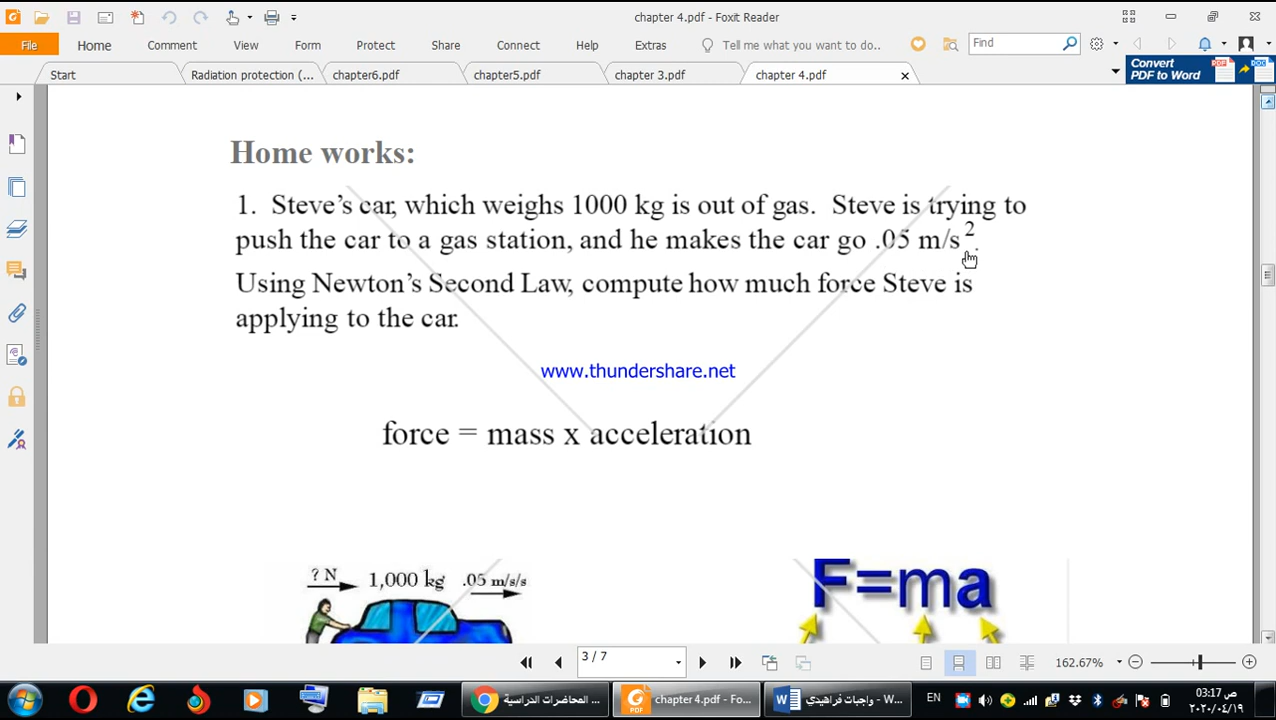 chapter 4.pdf - Foxit Reader
File Home Comment View Form Protect Share Connect Help Extras Tell me what you want to do.. Find
Start Radiation protection (... chapter6.pdf chapter5.pdf chapter 3.pdf chapter 4.pdf
Convert
PDF to Word
PDF DOC
Home works:
1. Steve's car, which weighs 1000 kg is out of gas. Steve is trying to
push the car to a gas station, and he makes the car go .05 m/s 2.
Using Newton's Second Law, compute how much force Steve is
applying to the car.
www.thundershare.net
force = mass x acceleration
? N 1,000 kg .05 m/s/s
F=ma
3 / 7 162.67%
المحاضرات الدراسة... chapter 4.pdf - Fox... واجبات فراهيدي - W... EN 03:17 ص
٢٠٢٠/٠٤/١٩